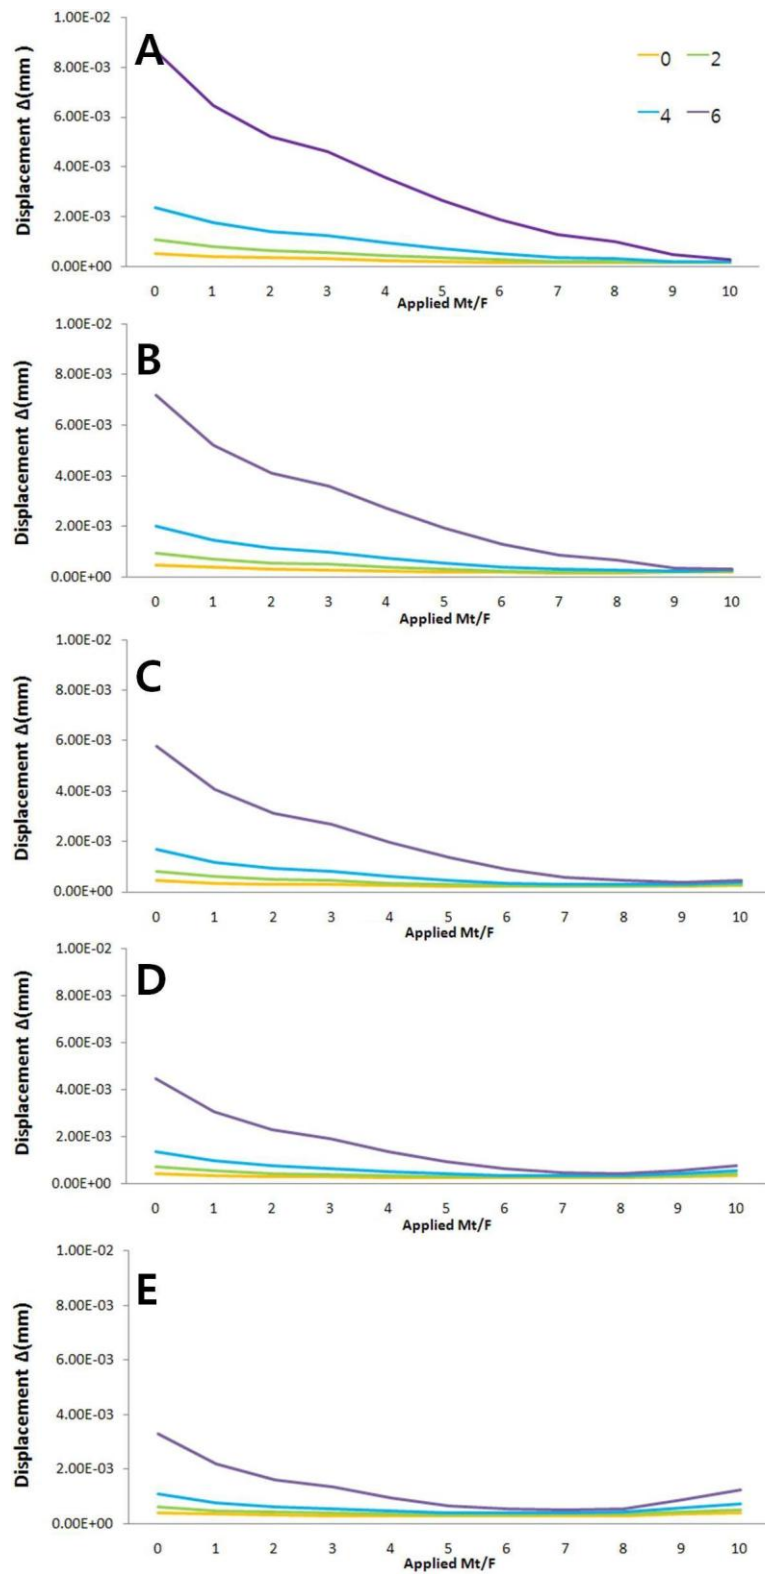 A
0 2
4 6
Displacement Δ(mm )
1.00E-02
8.00E-03
6.00E-03
4.00E-03
2.00E-03
0.00E+00
0 1 2 3 4 5 6 7 8 9 10
Applied Mt/F
B
Displacement Δ(mm)
1.00E-02
8.00E-03
6.00E-03
4.00E-03
2.00E-03
0.00E+00
0 1 2 3 4 5 6 7 8 9 10
Applied Mt/F
C
Displacement Δ(mm)
1.00E-02
8.00E-03
6.00E-03
4.00E-03
2.00E-03
0.00E+00
0 1 2 3 4 5 6 7 8 9 10
Applied Mt/F
D
Displacement Δ(mm)
1.00E-02
8.00E-03
6.00E-03
4.00E-03
2.00E-03
0.00E+00
0 1 2 3 4 5 6 7 8 9 10
Applied Mt/F
E
Displacement Δ(mm)
1.00E-02
8.00E-03
6.00E-03
4.00E-03
2.00E-03
0.00E+00
0 1 2 3 4 5 6 7 8 9 10
Applied Mt/F